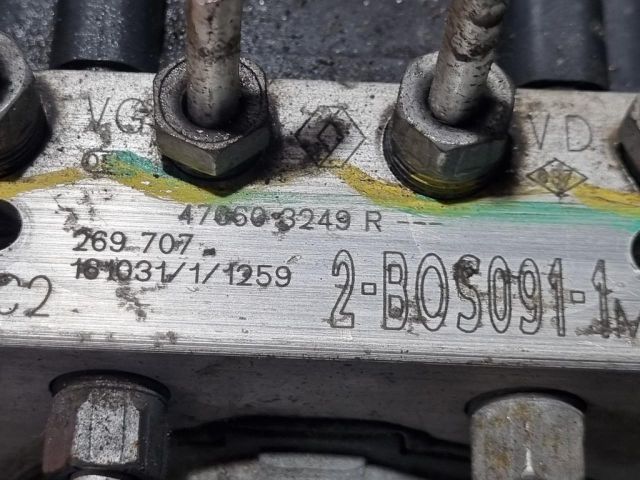 VG VD
47660 3249 R ---
269 707
161031/1/1259
C2 2-BOS091-1